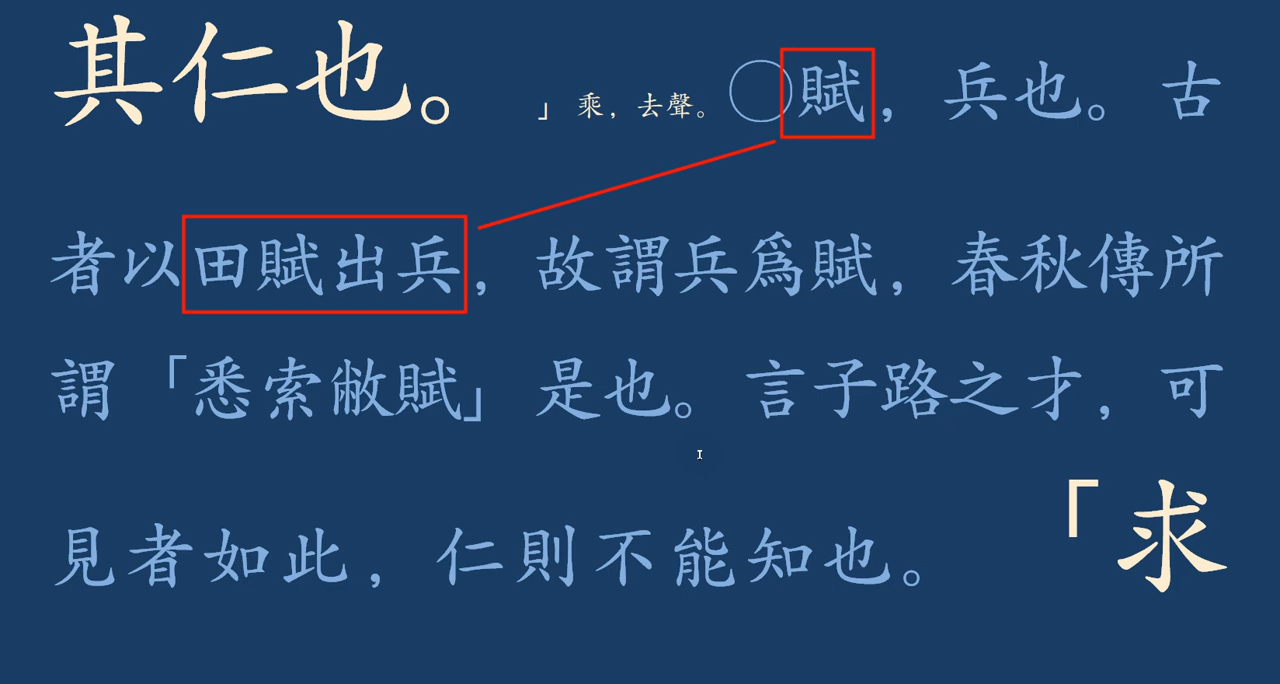 其仁也。 」乘，去聲。○賦，兵也。古
者以田賦出兵，故謂兵爲賦，春秋傳所
謂「悉索敝賦」是也。言子路之才，可
見者如此，仁則不能知也。 「求